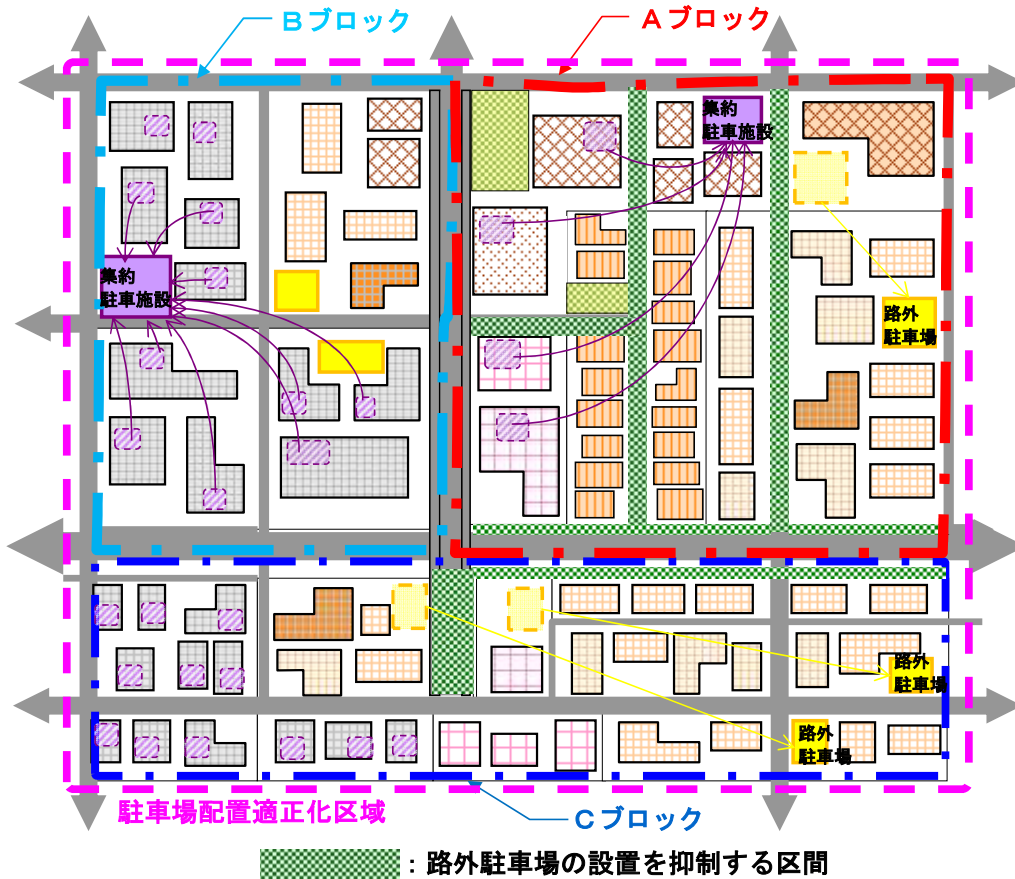 Bブロック
Aブロック
集約
駐車施設
集約
駐車施設
路外
駐車場
路外
駐車場
路外
駐車場
駐車場配置適正化区域
Cブロック
：路外駐車場の設置を抑制する区間